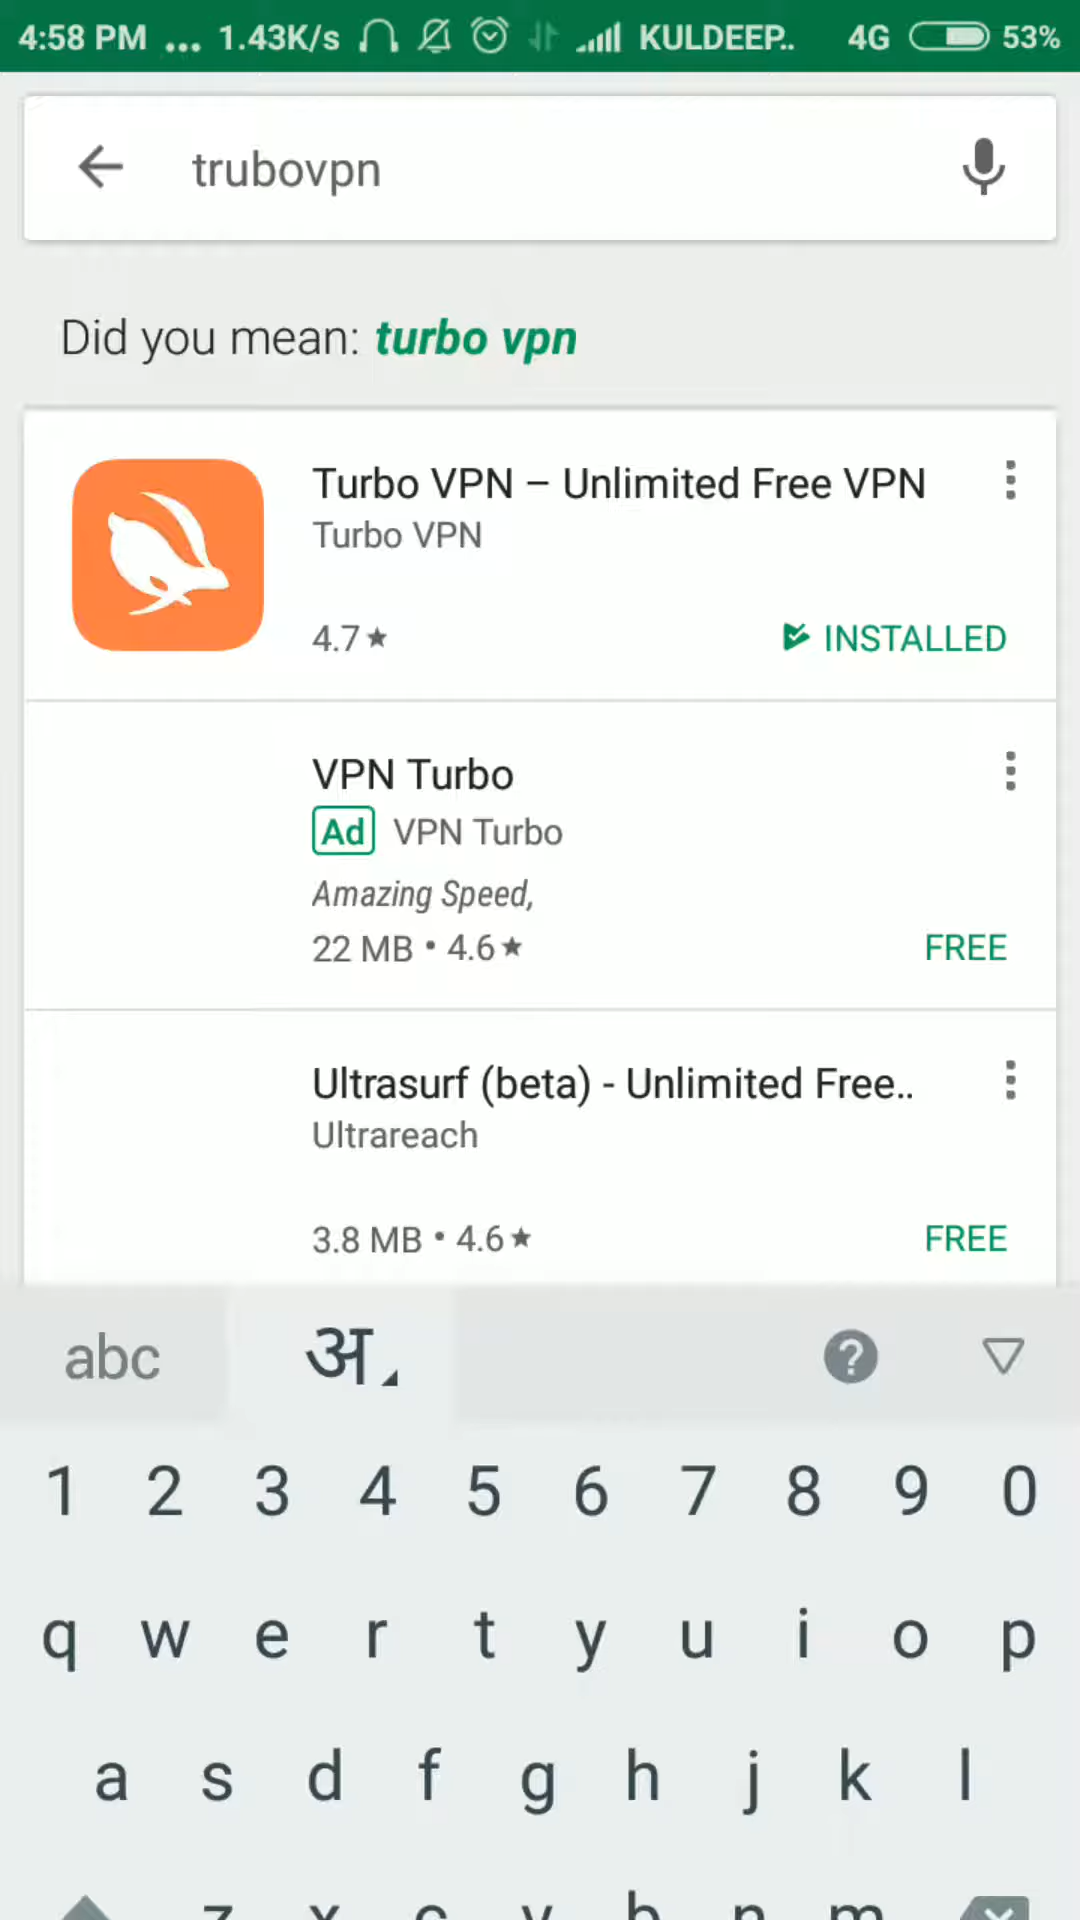 4:58 PM ... 1.43K/s KULDEEP.. 4G 53%
trubovpn
Did you mean: turbo vpn
Turbo VPN – Unlimited Free VPN
Turbo VPN
4.7★ INSTALLED
VPN Turbo
Ad VPN Turbo
Amazing Speed,
22 MB • 4.6★ FREE
Ultrasurf (beta) - Unlimited Free..
Ultrareach
3.8 MB • 4.6★ FREE
abc अ ?
1 2 3 4 5 6 7 8 9 0
q w e r t y u i o p
a s d f g h j k l
z x c v b n m